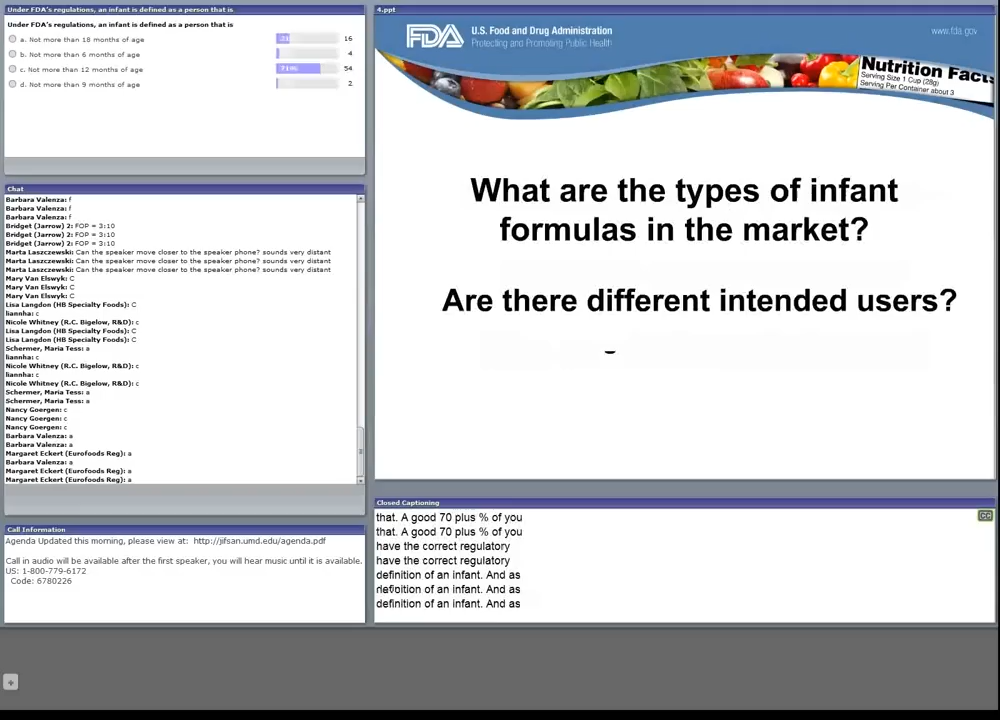 Under FDA's regulations, an infant is defined as a person that is
Under FDA's regulations, an infant is defined as a person that is
a. Not more than 18 months of age 16
b. Not more than 6 months of age 4
c. Not more than 12 months of age 71% 54
d. Not more than 9 months of age 2
Chat
Barbara Valenza: f
Barbara Valenza: f
Barbara Valenza: f
Bridget (Jarrow) 2: FOP = 3:10
Bridget (Jarrow) 2: FOP = 3:10
Bridget (Jarrow) 2: FOP = 3:10
Marta Laszczewski: Can the speaker move closer to the speaker phone? sounds very distant
Marta Laszczewski: Can the speaker move closer to the speaker phone? sounds very distant
Marta Laszczewski: Can the speaker move closer to the speaker phone? sounds very distant
Mary Van Elswyk: C
Mary Van Elswyk: C
Mary Van Elswyk: C
Lisa Langdon (HB Specialty Foods): C
liannha: c
Nicole Whitney (R.C. Bigelow, R&D): c
Lisa Langdon (HB Specialty Foods): C
Lisa Langdon (HB Specialty Foods): C
Schermer, Maria Tess: a
liannha: c
Nicole Whitney (R.C. Bigelow, R&D): c
liannha: c
Nicole Whitney (R.C. Bigelow, R&D): c
Schermer, Maria Tess: a
Schermer, Maria Tess: a
Nancy Goergen: c
Nancy Goergen: c
Nancy Goergen: c
Barbara Valenza: a
Barbara Valenza: a
Margaret Eckert (Eurofoods Reg): a
Barbara Valenza: a
Margaret Eckert (Eurofoods Reg): a
Margaret Eckert (Eurofoods Reg): a
Call Information
Agenda Updated this morning, please view at: http://jifsan.umd.edu/agenda.pdf
Call in audio will be available after the first speaker, you will hear music until it is available.
US: 1-800-779-6172
Code: 6780226
4.ppt
FDA U.S. Food and Drug Administration
Protecting and Promoting Public Health
www.fda.gov
Nutrition Facts
Serving Size 1 Cup (28g)
Serving Per Container about 3
What are the types of infant
formulas in the market?
Are there different intended users?
Closed Captioning
CC
that. A good 70 plus % of you
that. A good 70 plus % of you
have the correct regulatory
have the correct regulatory
definition of an infant. And as
definition of an infant. And as
definition of an infant. And as